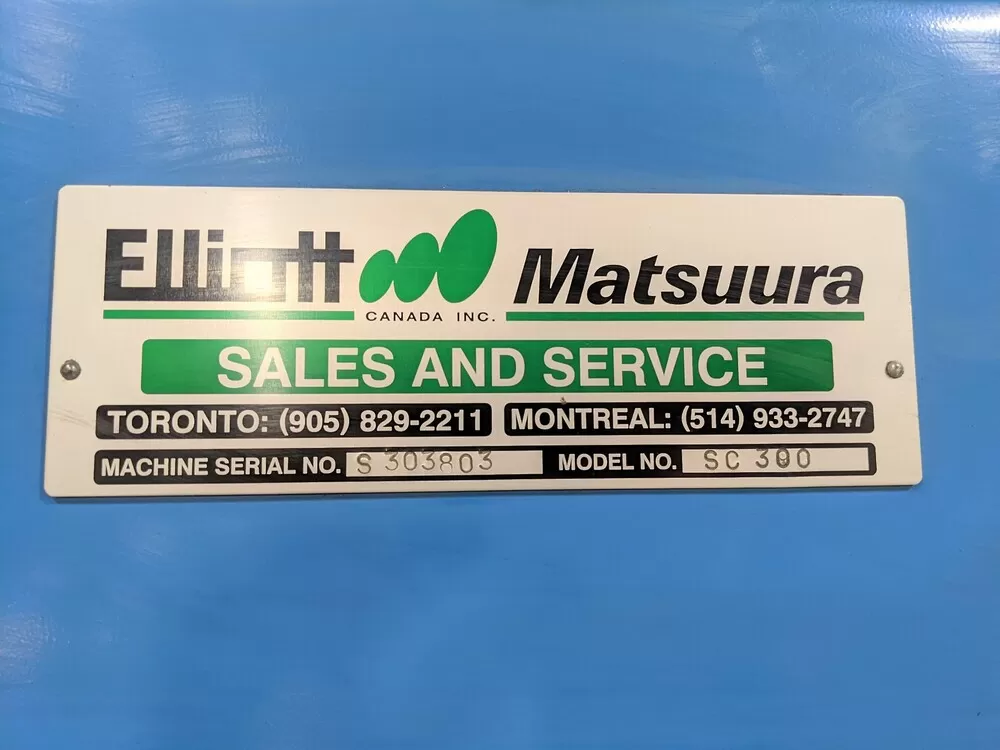 Elliott Matsuura
CANADA INC.
SALES AND SERVICE
TORONTO: (905) 829-2211 MONTREAL: (514) 933-2747
MACHINE SERIAL NO. S 303803 MODEL NO. SC 300